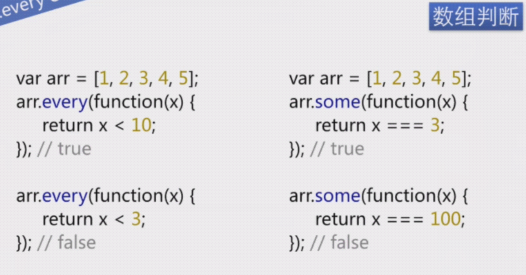 every
数组判断
var arr = [1, 2, 3, 4, 5];
arr.every(function(x) {
return x < 10;
}); // true
arr.every(function(x) {
return x < 3;
}); // false
var arr = [1, 2, 3, 4, 5];
arr.some(function(x) {
return x === 3;
}); // true
arr.some(function(x) {
return x === 100;
}); // false